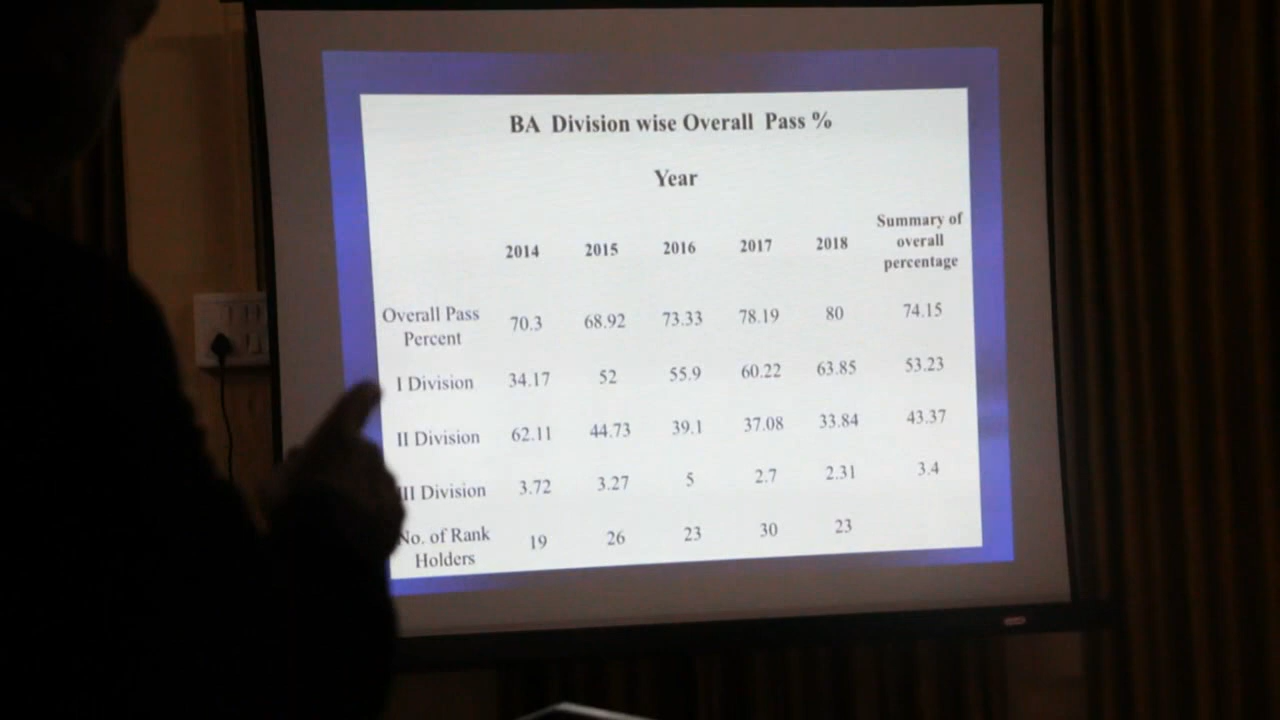 BA Division wise Overall Pass %
Year
2014 2015 2016 2017 2018 Summary of overall percentage
Overall Pass Percent 70.3 68.92 73.33 78.19 80 74.15
I Division 34.17 52 55.9 60.22 63.85 53.23
II Division 62.11 44.73 39.1 37.08 33.84 43.37
III Division 3.72 3.27 5 2.7 2.31 3.4
No. of Rank Holders 19 26 23 30 23